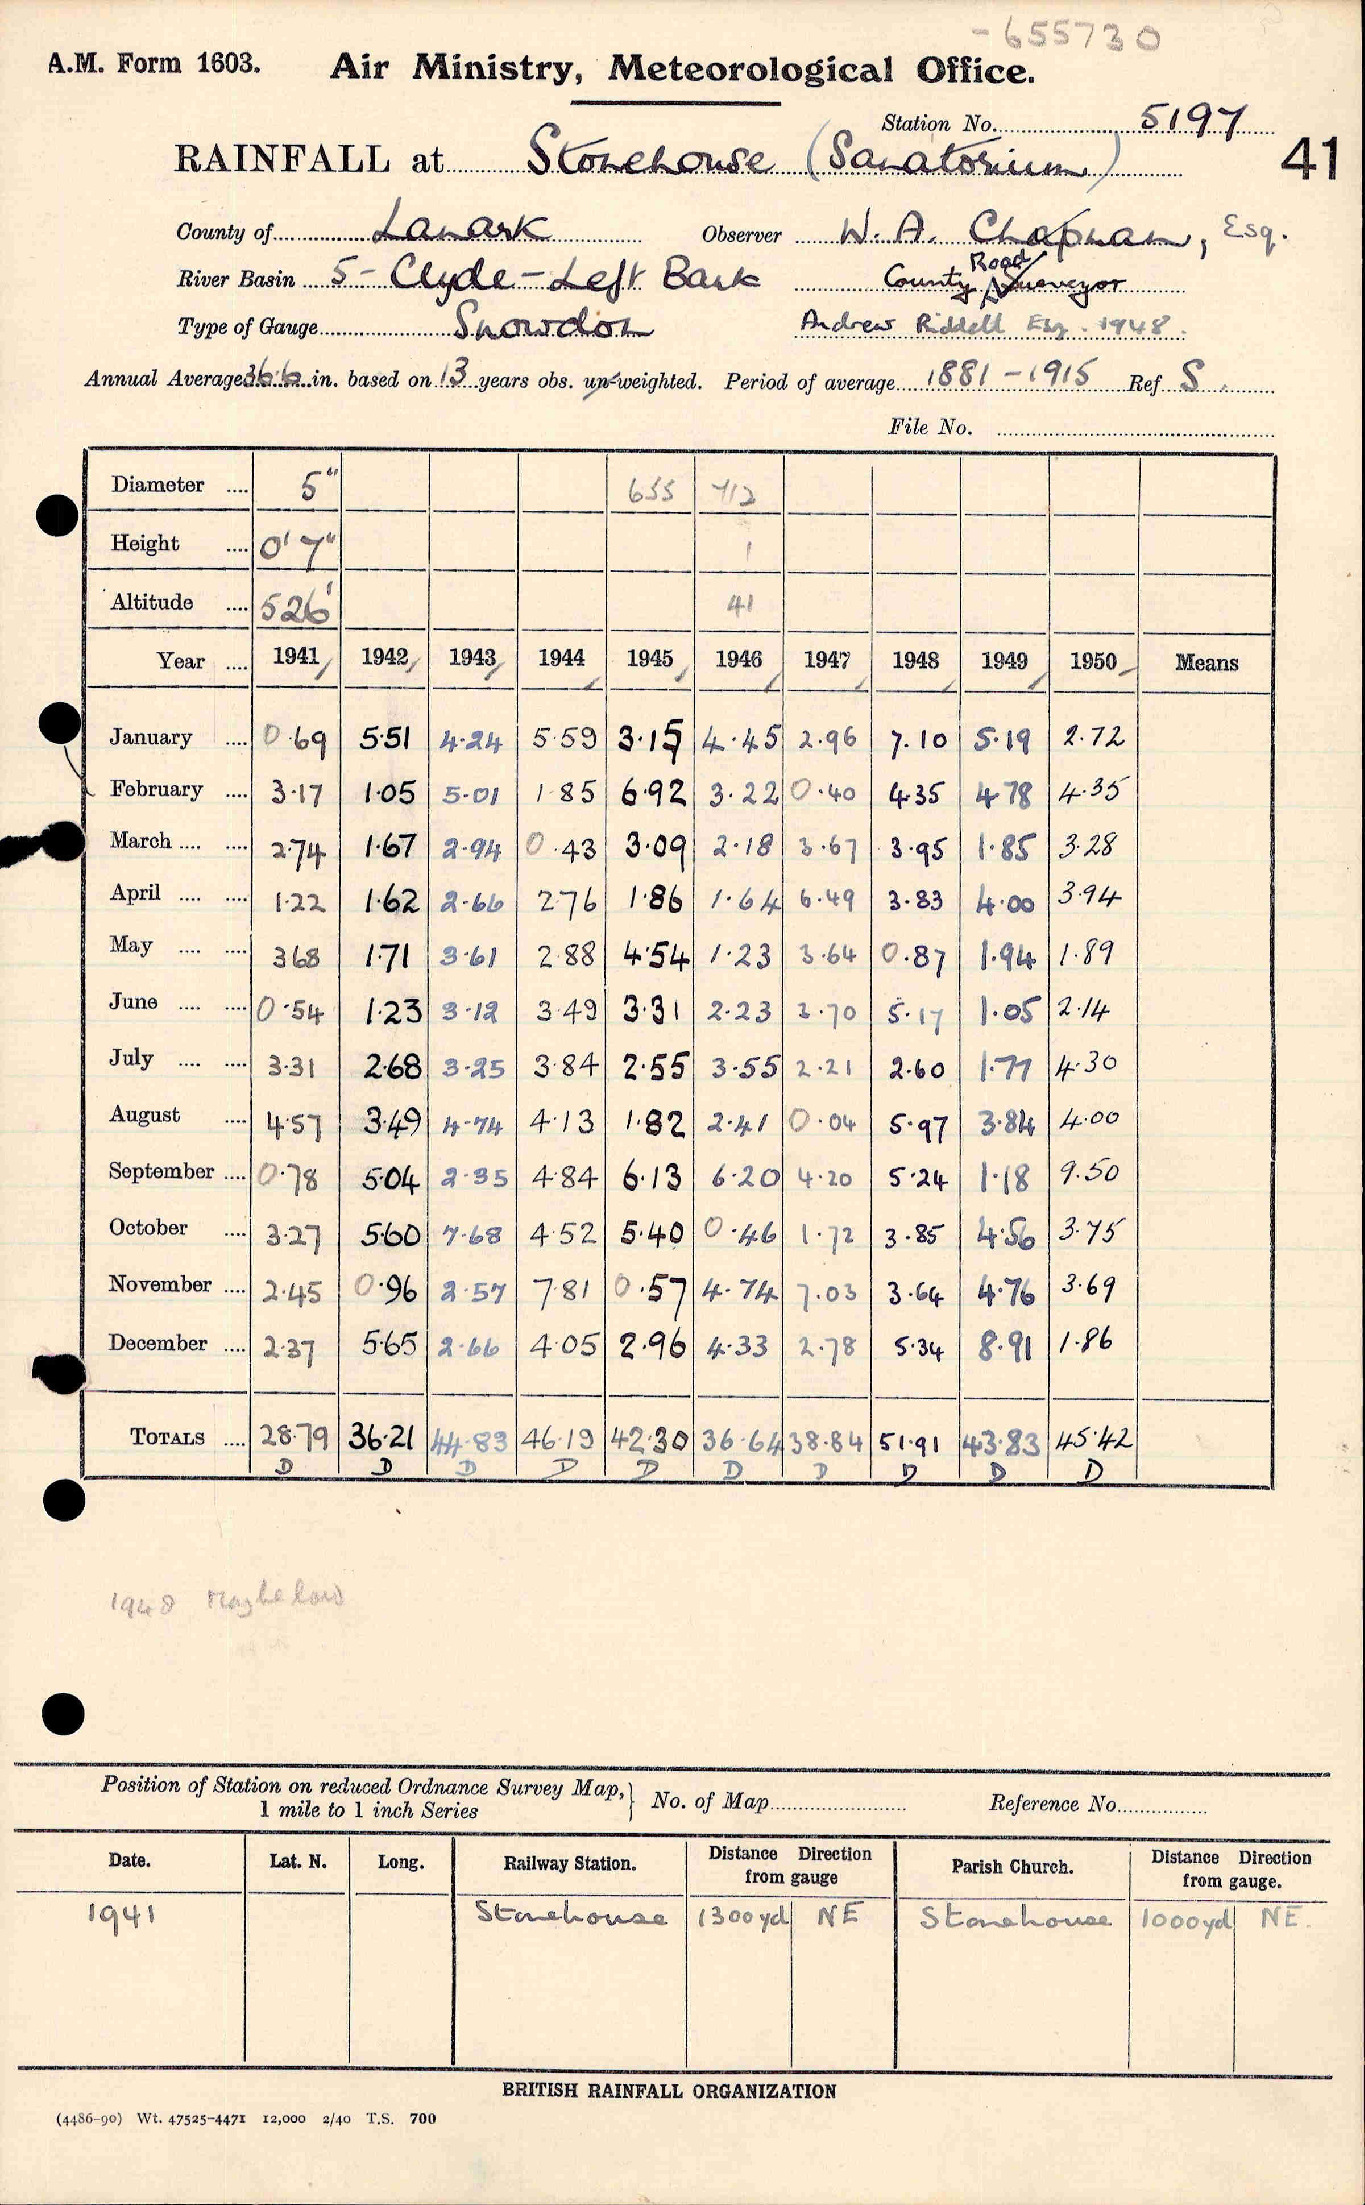 -655730
A.M. Form 1603. Air Ministry, Meteorological Office.
Station No. 5197
RAINFALL at Stonehouse (Sanatorium) 41
County of Lanark Observer W. A. Chapman, Esq.
River Basin 5 - Clyde - Left Bank County Road Surveyor
Type of Gauge Snowdon Andrew Riddell Esq. 1948.
Annual Average 36.6 in. based on 13 years obs. un-weighted. Period of average 1881-1915 Ref S.
File No.
Diameter .... 5" 655 712
Height .... 0' 7" 1
Altitude .... 526' 41
Year .... 1941 1942 1943 1944 1945 1946 1947 1948 1949 1950 Means
January .... 0.69 5.51 4.24 5.59 3.15 4.45 2.96 7.10 5.19 2.72
February .... 3.17 1.05 5.01 1.85 6.92 3.22 0.40 4.35 4.78 4.35
March .... .... 2.74 1.67 2.94 0.43 3.09 2.18 3.67 3.95 1.85 3.28
April .... .... 1.22 1.62 2.66 2.76 1.86 1.64 6.49 3.83 4.00 3.94
May .... .... 3.68 1.71 3.61 2.88 4.54 1.23 3.64 0.87 1.94 1.89
June .... .... 0.54 1.23 3.12 3.49 3.31 2.23 3.70 5.17 1.05 2.14
July .... .... 3.31 2.68 3.25 3.84 2.55 3.55 2.21 2.60 1.77 4.30
August .... 4.57 3.49 4.74 4.13 1.82 2.41 0.04 5.97 3.84 4.00
September .... 0.78 5.04 2.35 4.84 6.13 6.20 4.20 5.24 1.18 9.50
October .... 3.27 5.60 7.68 4.52 5.40 0.46 1.72 3.85 4.56 3.75
November .... 2.45 0.96 2.57 7.81 0.57 4.74 7.03 3.64 4.76 3.69
December .... 2.37 5.65 2.66 4.05 2.96 4.33 2.78 5.34 8.91 1.86
TOTALS .... 28.79 36.21 44.83 46.19 42.30 36.64 38.84 51.91 43.83 45.42
D D D D D D D D D D
1948 May be low
Position of Station on reduced Ordnance Survey Map, } No. of Map Reference No.
1 mile to 1 inch Series
Date. Lat. N. Long. Railway Station. Distance Direction from gauge Parish Church. Distance Direction from gauge.
1941 Stonehouse 1300yd NE Stonehouse 1000yd NE.
BRITISH RAINFALL ORGANIZATION
(4486-90) Wt. 47525-4471 12,000 2/40 T.S. 700